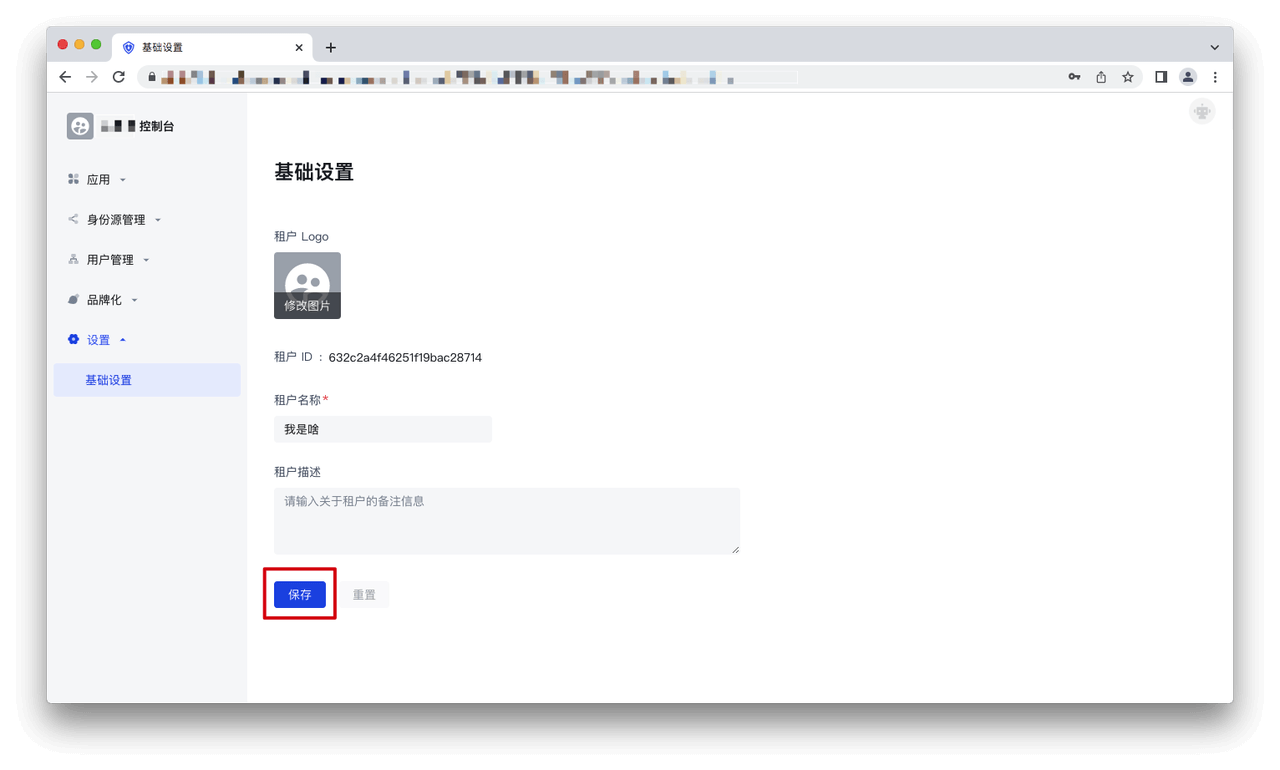 基础设置
控制台
应用
身份源管理
用户管理
品牌化
设置
基础设置
基础设置
租户 Logo
修改图片
租户 ID ：632c2a4f46251f19bac28714
租户名称*
我是啥
租户描述
请输入关于租户的备注信息
保存 重置